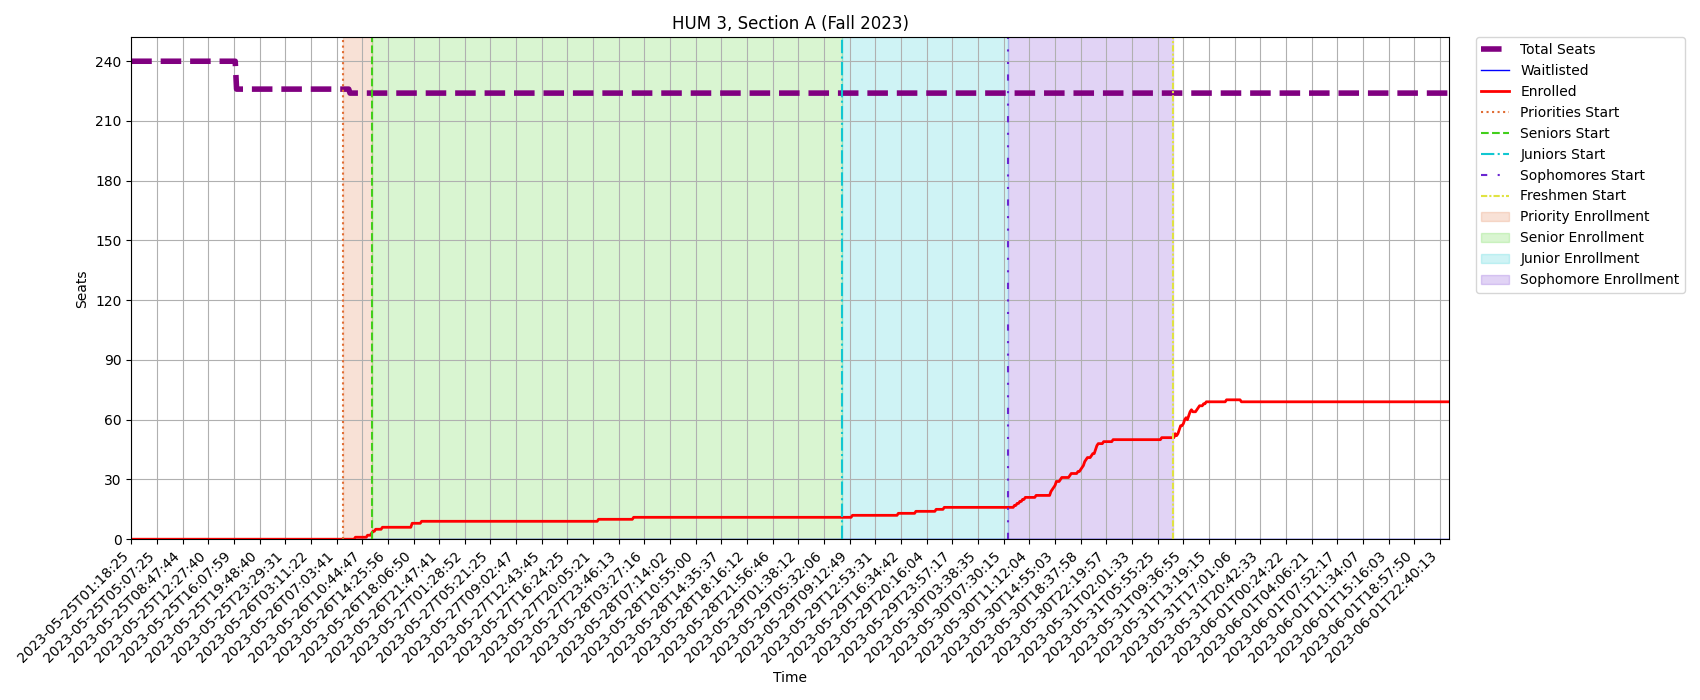 HUM 3, Section A (Fall 2023)
Seats
240
210
180
150
120
90
60
30
0
2023-05-25T01:18:25
2023-05-25T05:07:25
2023-05-25T08:47:44
2023-05-25T12:27:40
2023-05-25T16:07:59
2023-05-25T19:48:40
2023-05-25T23:29:31
2023-05-26T03:11:22
2023-05-26T07:03:41
2023-05-26T10:44:47
2023-05-26T14:25:56
2023-05-26T18:06:50
2023-05-26T21:47:41
2023-05-27T01:28:52
2023-05-27T05:21:25
2023-05-27T09:02:47
2023-05-27T12:43:45
2023-05-27T16:24:25
2023-05-27T20:05:21
2023-05-27T23:46:13
2023-05-28T03:27:16
2023-05-28T07:14:02
2023-05-28T10:55:00
2023-05-28T14:35:37
2023-05-28T18:16:12
2023-05-28T21:56:46
2023-05-29T01:38:12
2023-05-29T05:32:06
2023-05-29T09:12:49
2023-05-29T12:53:31
2023-05-29T16:34:42
2023-05-29T20:16:04
2023-05-29T23:57:17
2023-05-30T03:38:35
2023-05-30T07:30:15
2023-05-30T11:12:04
2023-05-30T14:55:03
2023-05-30T18:37:58
2023-05-30T22:19:57
2023-05-31T02:01:33
2023-05-31T05:55:25
2023-05-31T09:36:55
2023-05-31T13:19:15
2023-05-31T17:01:06
2023-05-31T20:42:33
2023-06-01T00:24:22
2023-06-01T04:06:21
2023-06-01T07:52:17
2023-06-01T11:34:07
2023-06-01T15:16:03
2023-06-01T18:57:50
2023-06-01T22:40:13
Time
Total Seats
Waitlisted
Enrolled
Priorities Start
Seniors Start
Juniors Start
Sophomores Start
Freshmen Start
Priority Enrollment
Senior Enrollment
Junior Enrollment
Sophomore Enrollment